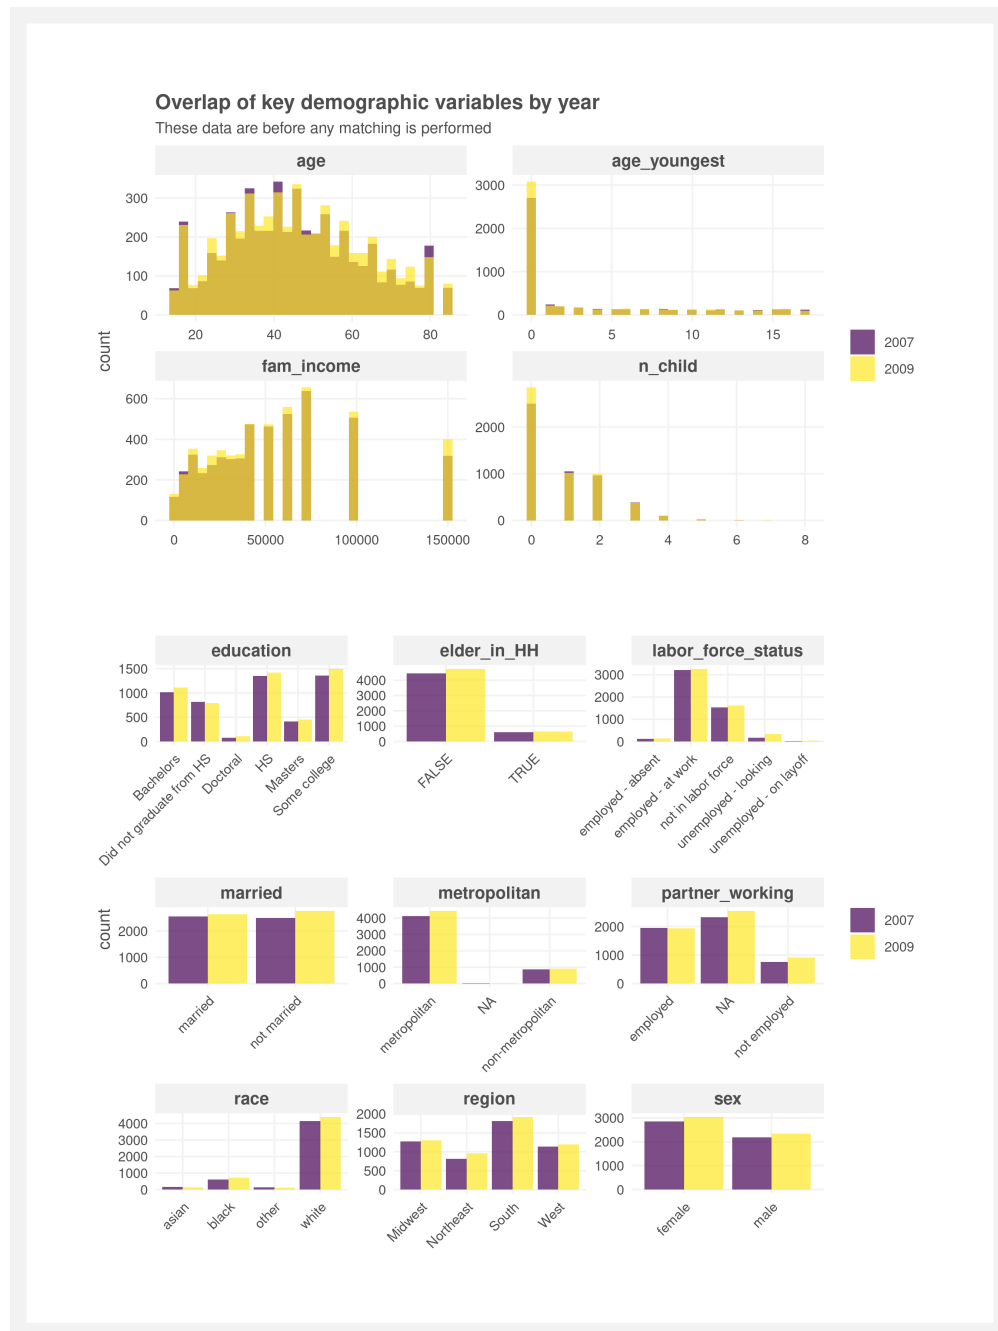 Overlap of key demographic variables by year
These data are before any matching is performed
age
age_youngest
300
200
100
0
20 40 60 80
3000
2000
1000
0
0 5 10 15
count
2007
2009
fam_income
n_child
600
400
200
0
0 50000 100000 150000
2000
1000
0
0 2 4 6 8
education
elder_in_HH
labor_force_status
1500
1000
500
0
Bachelors
Did not graduate from HS
Doctoral
HS
Masters
Some college
4000
3000
2000
1000
0
FALSE
TRUE
3000
2000
1000
0
employed - absent
employed - at work
not in labor force
unemployed - looking
unemployed - on layoff
married
metropolitan
partner_working
count
2000
1000
0
married
not married
4000
3000
2000
1000
0
metropolitan
NA
non-metropolitan
2000
1000
0
employed
NA
not employed
2007
2009
race
region
sex
4000
3000
2000
1000
0
asian
black
other
white
2000
1500
1000
500
0
Midwest
Northeast
South
West
3000
2000
1000
0
female
male